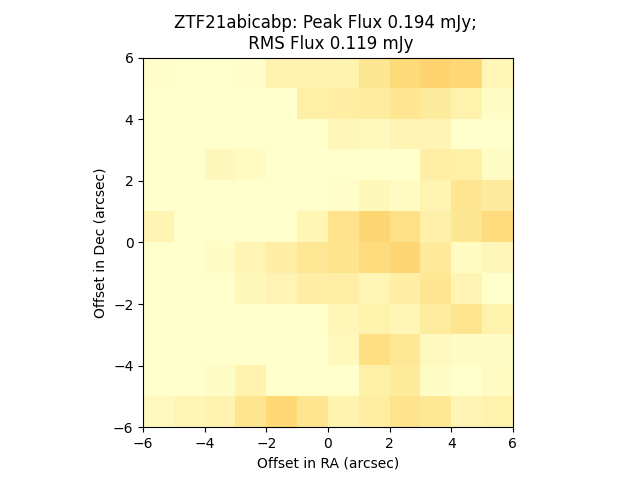 ZTF21abicabp: Peak Flux 0.194 mJy;
RMS Flux 0.119 mJy
6
4
2
0
−2
−4
−6
Offset in Dec (arcsec)
−6 −4 −2 0 2 4 6
Offset in RA (arcsec)